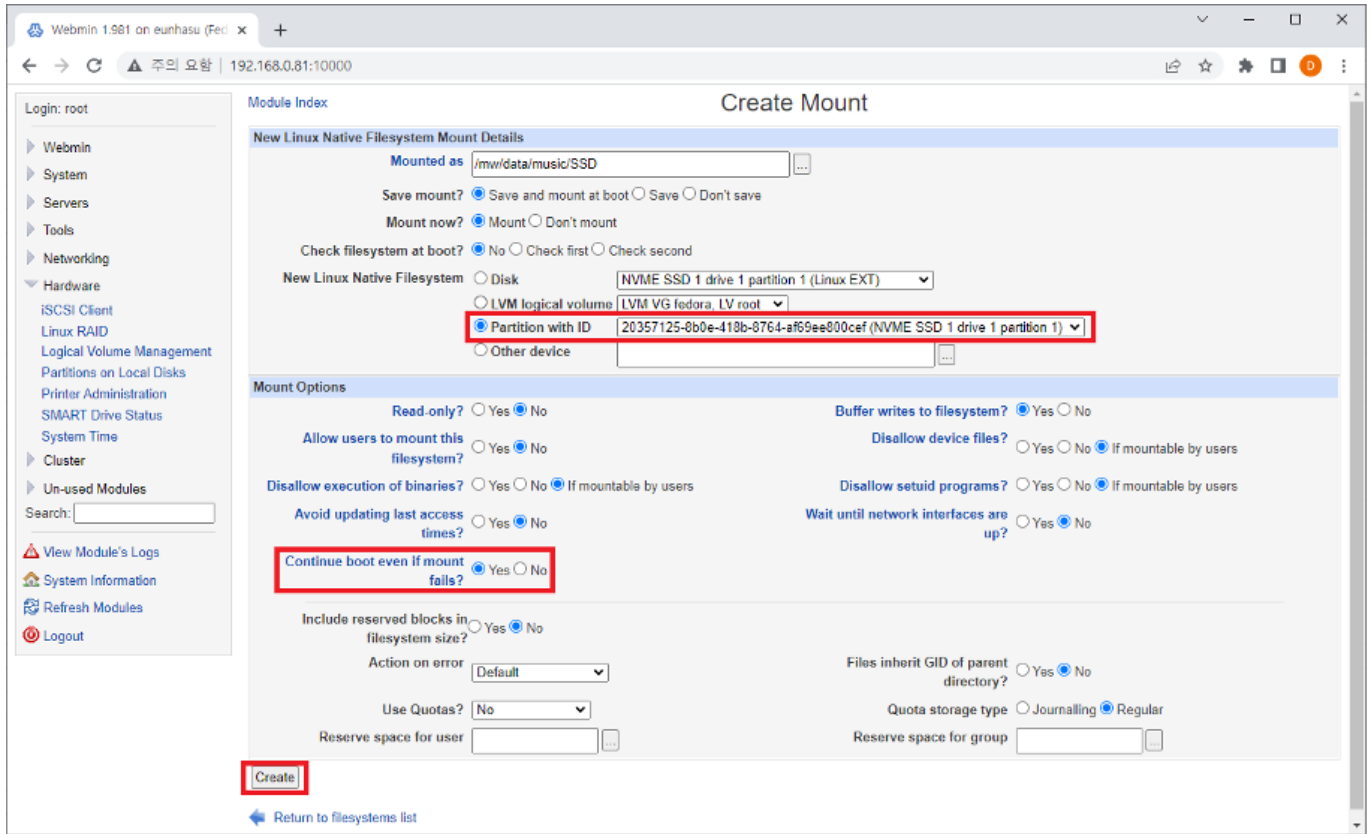 Webmin 1.981 on eunhasu (Fed
주의 요함 | 192.168.0.81:10000
D
Login: root
Webmin
System
Servers
Tools
Networking
Hardware
iSCSI Client
Linux RAID
Logical Volume Management
Partitions on Local Disks
Printer Administration
SMART Drive Status
System Time
Cluster
Un-used Modules
Search:
View Module's Logs
System Information
Refresh Modules
Logout
Module Index
Create Mount
New Linux Native Filesystem Mount Details
Mounted as /mw/data/music/SSD ...
Save mount? Save and mount at boot Save Don't save
Mount now? Mount Don't mount
Check filesystem at boot? No Check first Check second
New Linux Native Filesystem Disk NVME SSD 1 drive 1 partition 1 (Linux EXT)
LVM logical volume LVM VG fedora, LV root
Partition with ID 20357125-8b0e-418b-8764-af69ee800cef (NVME SSD 1 drive 1 partition 1)
Other device ...
Mount Options
Read-only? Yes No Buffer writes to filesystem? Yes No
Allow users to mount this
filesystem? Yes No Disallow device files? Yes No If mountable by users
Disallow execution of binaries? Yes No If mountable by users Disallow setuid programs? Yes No If mountable by users
Avoid updating last access
times? Yes No Wait until network interfaces are
up? Yes No
Continue boot even if mount
fails? Yes No
Include reserved blocks in
filesystem size? Yes No
Action on error Default Files inherit GID of parent
directory? Yes No
Use Quotas? No Quota storage type Journalling Regular
Reserve space for user ... Reserve space for group ...
Create
Return to filesystems list